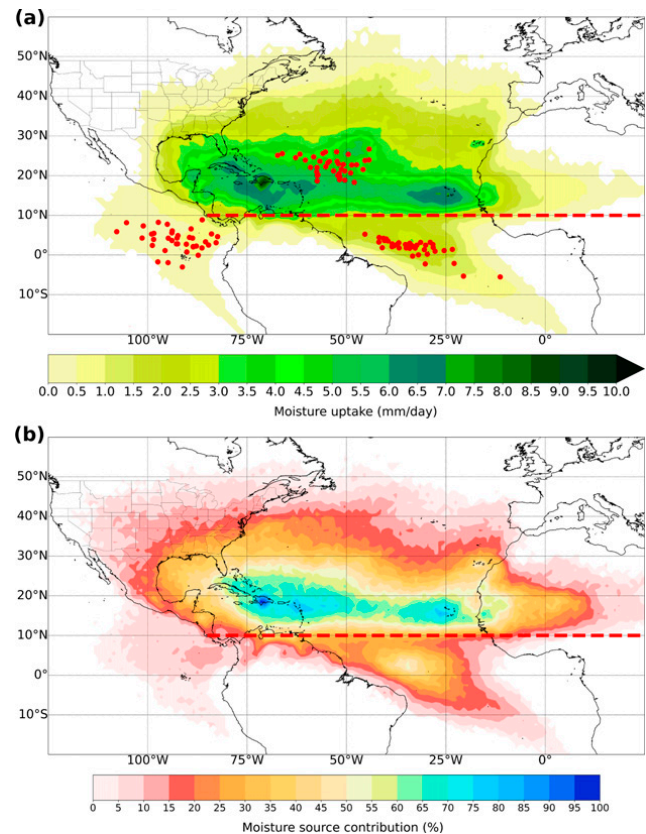 (a)
50°N
40°N
30°N
20°N
10°N
0°
10°S
100°W 75°W 50°W 25°W 0°
0.0 0.5 1.0 1.5 2.0 2.5 3.0 3.5 4.0 4.5 5.0 5.5 6.0 6.5 7.0 7.5 8.0 8.5 9.0 9.5 10.0
Moisture uptake (mm/day)
(b)
50°N
40°N
30°N
20°N
10°N
0°
10°S
100°W 75°W 50°W 25°W 0°
0 5 10 15 20 25 30 35 40 45 50 55 60 65 70 75 80 85 90 95 100
Moisture source contribution (%)